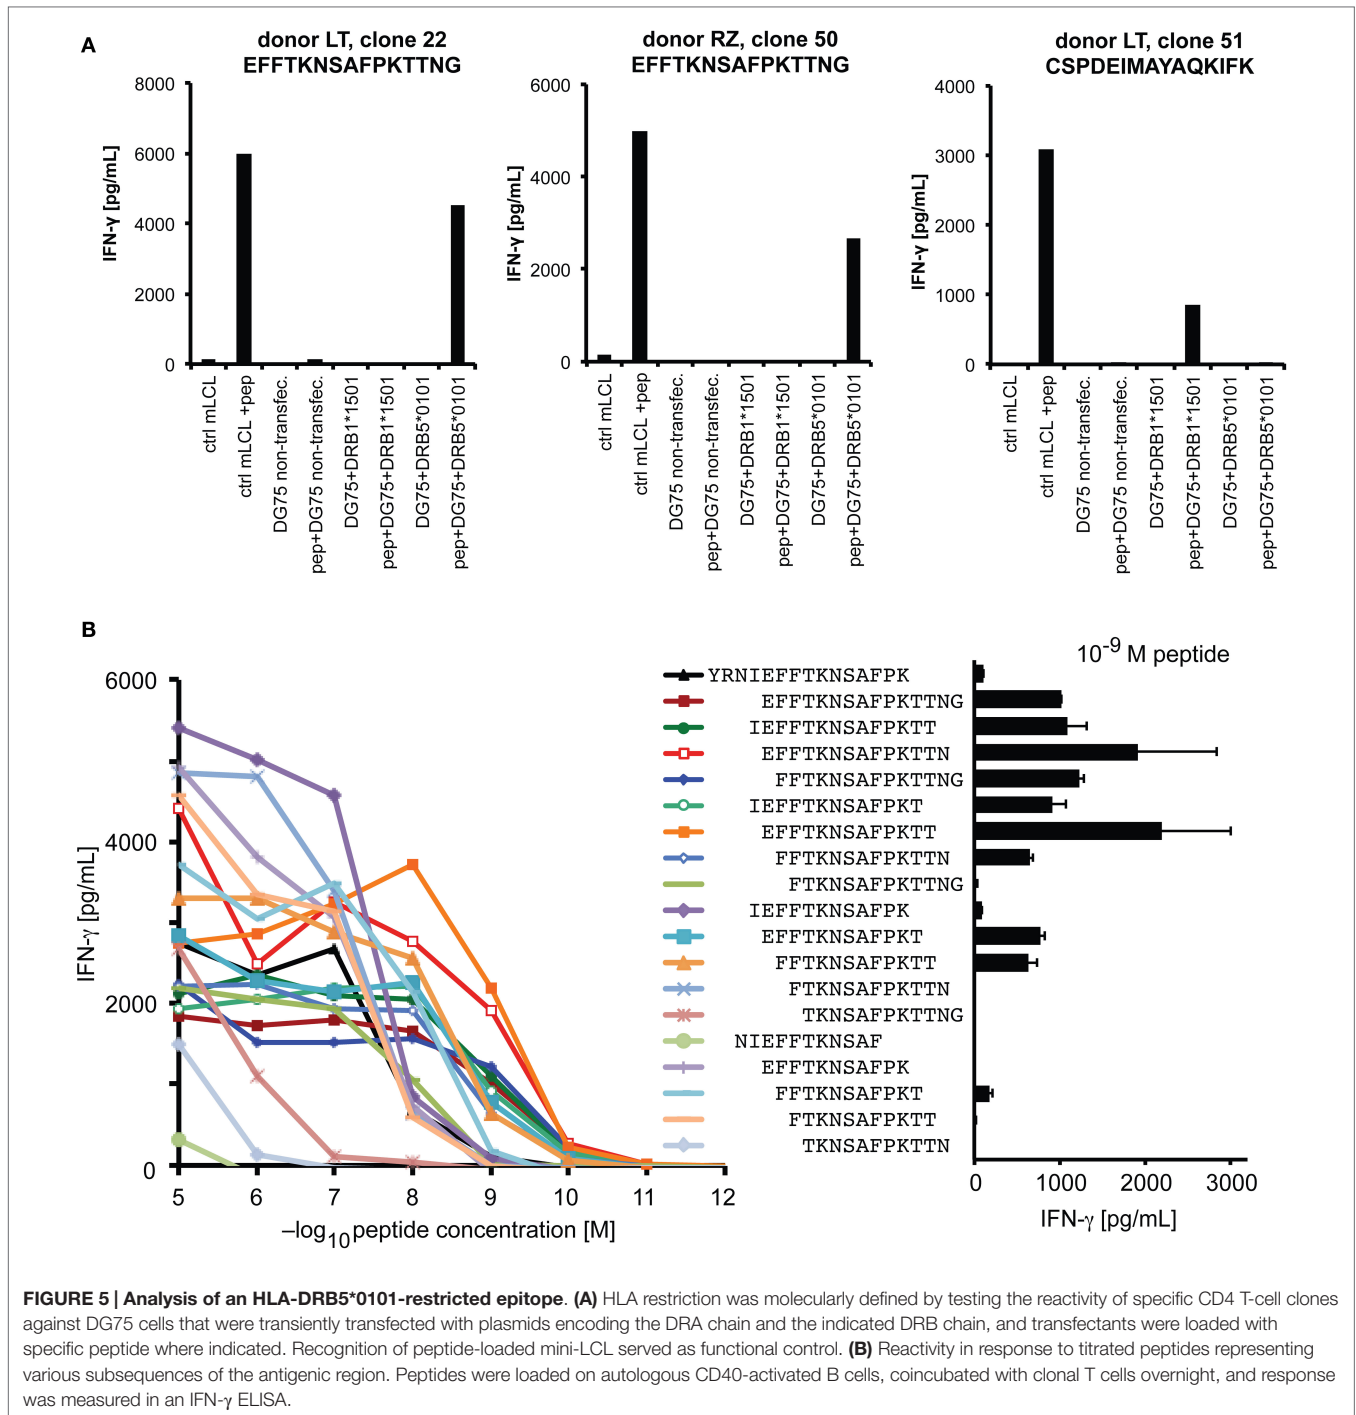 A
donor LT, clone 22
EFFTKNSAFPKTTNG
IFN-γ [pg/mL]
8000
6000
4000
2000
0
ctrl mLCL
ctrl mLCL +pep
DG75 non-transfec.
pep+DG75 non-transfec.
DG75+DRB1*1501
pep+DG75+DRB1*1501
DG75+DRB5*0101
pep+DG75+DRB5*0101
donor RZ, clone 50
EFFTKNSAFPKTTNG
IFN-γ [pg/mL]
6000
4000
2000
0
ctrl mLCL
ctrl mLCL +pep
DG75 non-transfec.
pep+DG75 non-transfec.
DG75+DRB1*1501
pep+DG75+DRB1*1501
DG75+DRB5*0101
pep+DG75+DRB5*0101
donor LT, clone 51
CSPDEIMAYAQKIFK
IFN-γ [pg/mL]
4000
3000
2000
1000
0
ctrl mLCL
ctrl mLCL +pep
DG75 non-transfec.
pep+DG75 non-transfec.
DG75+DRB1*1501
pep+DG75+DRB1*1501
DG75+DRB5*0101
pep+DG75+DRB5*0101
B
IFN-γ [pg/mL]
6000
4000
2000
0
5 6 7 8 9 10 11 12
–log10 peptide concentration [M]
YRNIEFFTKNSAFPK
EFFTKNSAFPKTTNG
IEFFTKNSAFPKTT
EFFTKNSAFPKTTN
FFTKNSAFPKTTNG
IEFFTKNSAFPKT
EFFTKNSAFPKTT
FFTKNSAFPKTTN
FTKNSAFPKTTNG
IEFFTKNSAFPK
EFFTKNSAFPKT
FFTKNSAFPKTT
FTKNSAFPKTTN
TKNSAFPKTTNG
NIEFFTKNSAF
EFFTKNSAFPK
FFTKNSAFPKT
FTKNSAFPKTT
TKNSAFPKTTN
10-9 M peptide
0 1000 2000 3000
IFN-γ [pg/mL]
FIGURE 5 | Analysis of an HLA-DRB5*0101-restricted epitope. (A) HLA restriction was molecularly defined by testing the reactivity of specific CD4 T-cell clones
against DG75 cells that were transiently transfected with plasmids encoding the DRA chain and the indicated DRB chain, and transfectants were loaded with
specific peptide where indicated. Recognition of peptide-loaded mini-LCL served as functional control. (B) Reactivity in response to titrated peptides representing
various subsequences of the antigenic region. Peptides were loaded on autologous CD40-activated B cells, coincubated with clonal T cells overnight, and response
was measured in an IFN-γ ELISA.